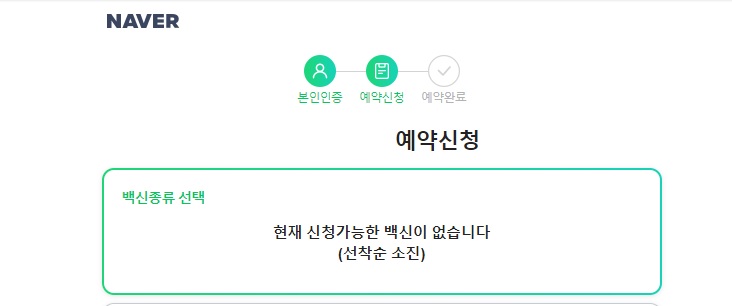 NAVER
본인인증 예약신청 예약완료
예약신청
백신종류 선택
현재 신청가능한 백신이 없습니다
(선착순 소진)